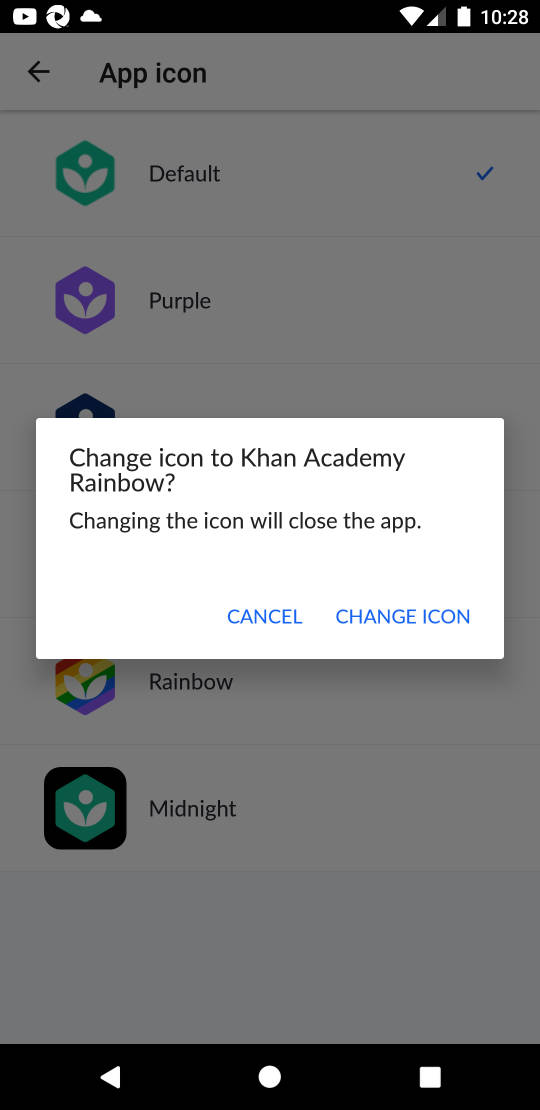 10:28
App icon
Default
Purple
Change icon to Khan Academy
Rainbow?
Changing the icon will close the app.
CANCEL CHANGE ICON
Rainbow
Midnight